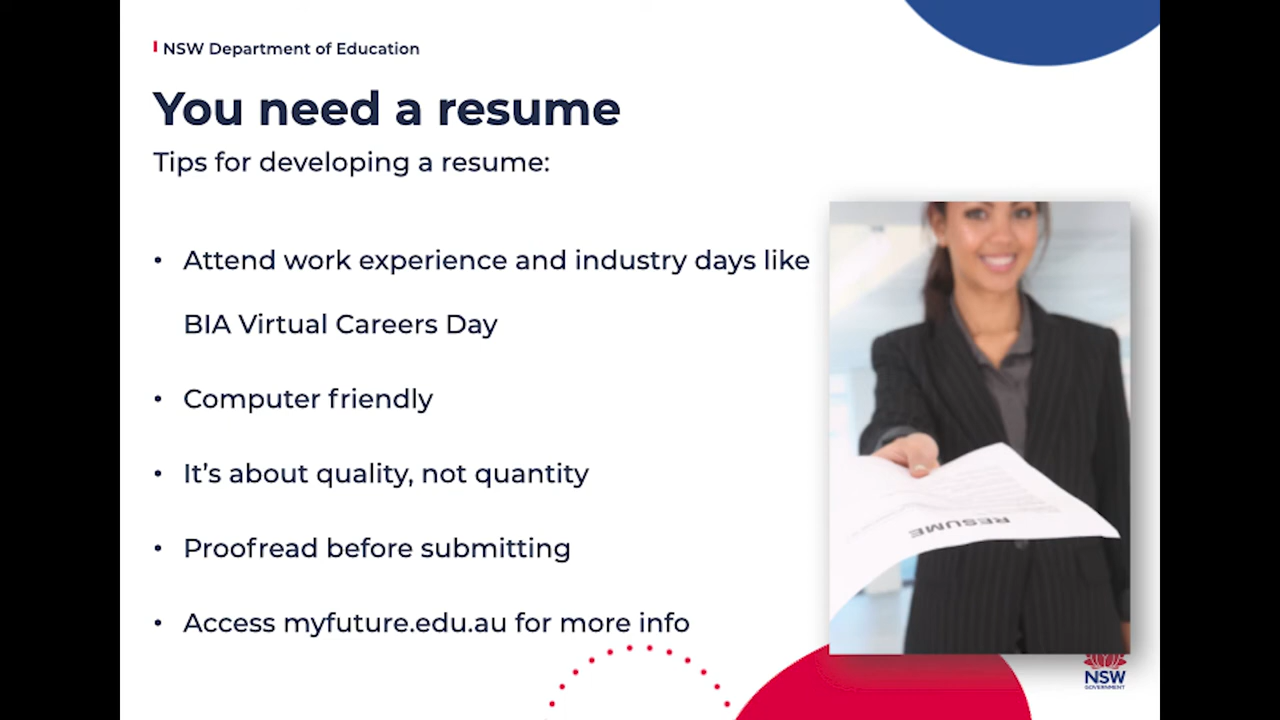 NSW Department of Education
You need a resume
Tips for developing a resume:
• Attend work experience and industry days like
BIA Virtual Careers Day
• Computer friendly
• It’s about quality, not quantity
• Proofread before submitting
• Access myfuture.edu.au for more info
RESUME
NSW
GOVERNMENT